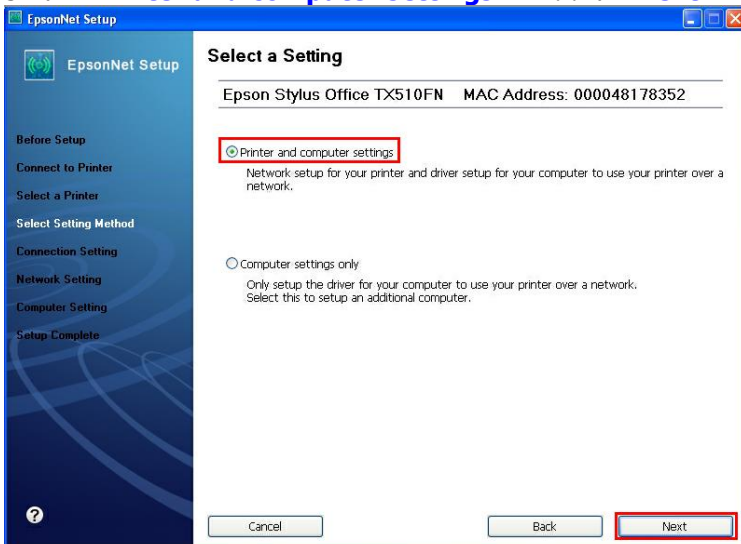 EpsonNet Setup
EpsonNet Setup
Select a Setting
Epson Stylus Office TX510FN MAC Address: 000048178352
Before Setup
Connect to Printer
Select a Printer
Select Setting Method
Connection Setting
Network Setting
Computer Setting
Setup Complete
Printer and computer settings
Network setup for your printer and driver setup for your computer to use your printer over a
network.
Computer settings only
Only setup the driver for your computer to use your printer over a network.
Select this to setup an additional computer.
?
Cancel
Back
Next